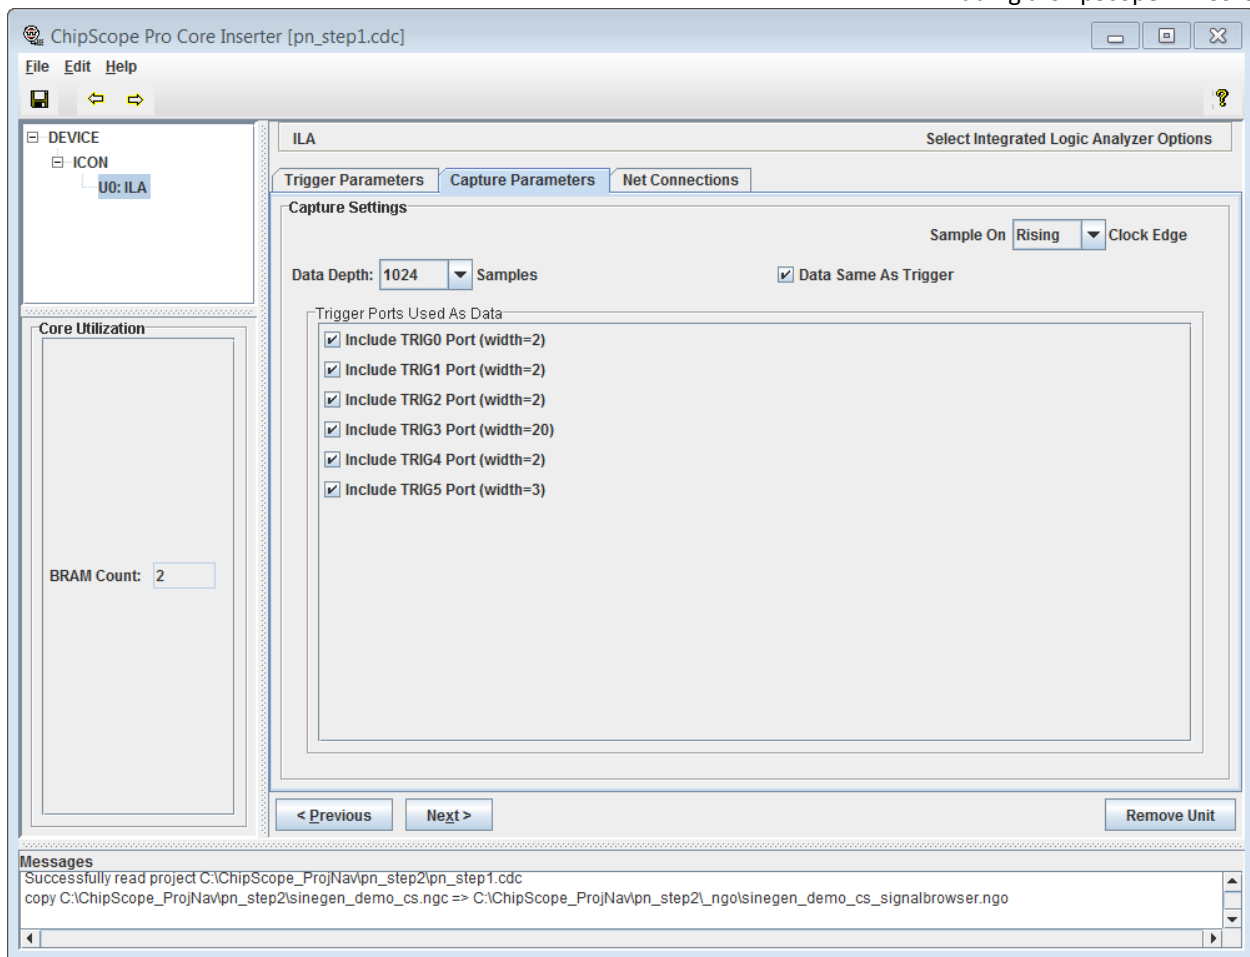 ChipScope Pro Core Inserter [pn_step1.cdc]
File Edit Help
DEVICE
ICON
U0: ILA
ILA Select Integrated Logic Analyzer Options
Trigger Parameters Capture Parameters Net Connections
Capture Settings
Sample On Rising Clock Edge
Data Depth: 1024 Samples Data Same As Trigger
Trigger Ports Used As Data
Include TRIG0 Port (width=2)
Include TRIG1 Port (width=2)
Include TRIG2 Port (width=2)
Include TRIG3 Port (width=20)
Include TRIG4 Port (width=2)
Include TRIG5 Port (width=3)
Core Utilization
BRAM Count: 2
< Previous Next > Remove Unit
Messages
Successfully read project C:\ChipScope_ProjNav\pn_step2\pn_step1.cdc
copy C:\ChipScope_ProjNav\pn_step2\sinegen_demo_cs.ngc => C:\ChipScope_ProjNav\pn_step2\_ngo\sinegen_demo_cs_signalbrowser.ngo